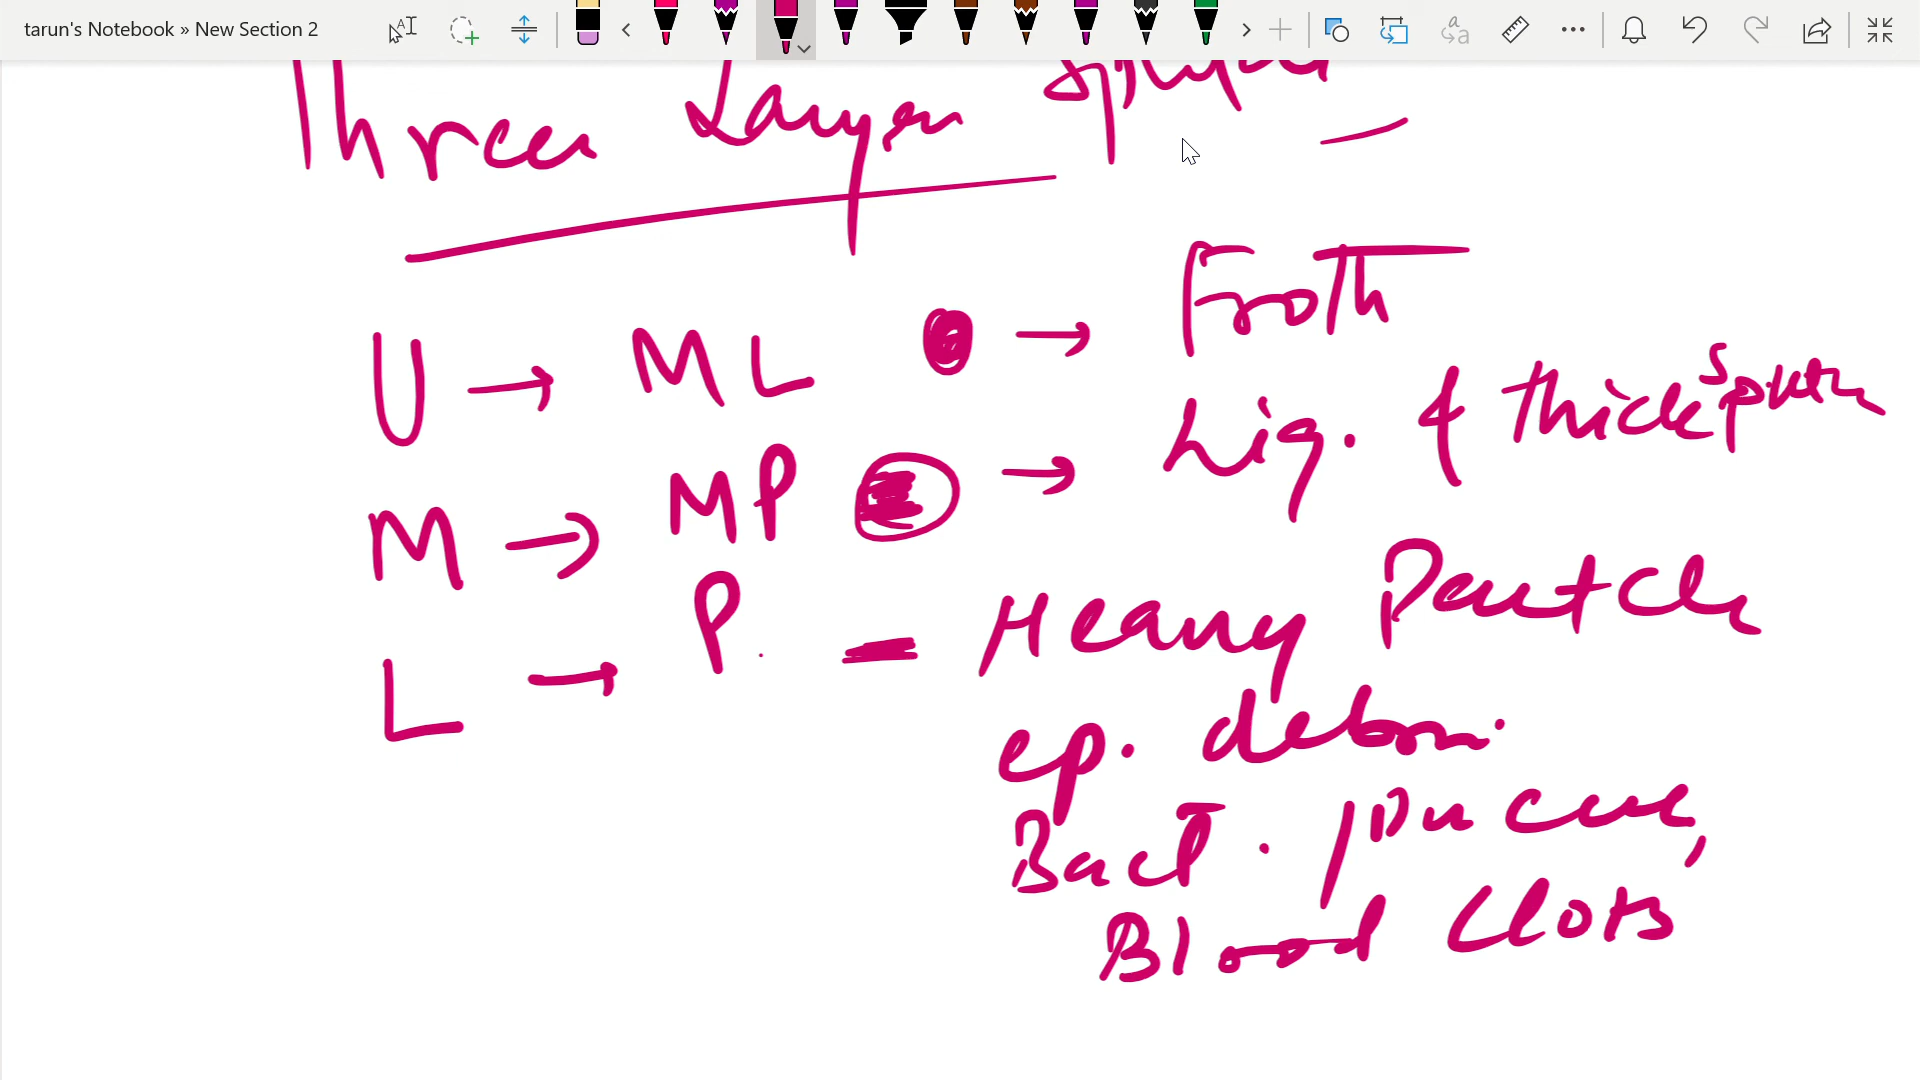 tarun's Notebook » New Section 2
Three Layer Sputum
U → ML → Froth
M → MP → Liq. & thick Sputum
L → P. = Heavy Particle
ep. debri.
Bact. / pus cell,
Blood Clots